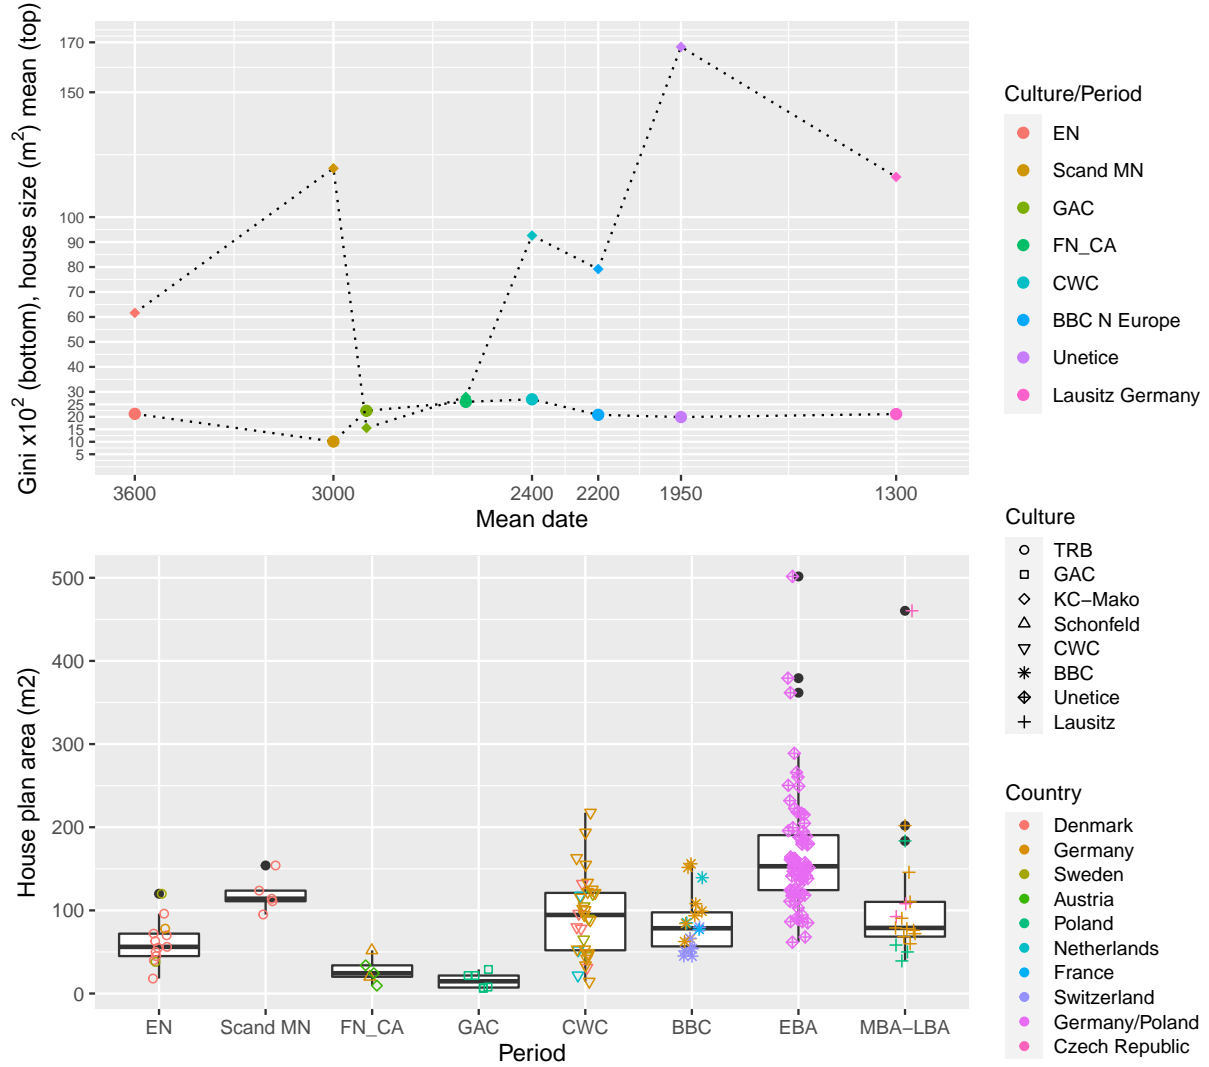 Gini x10² (bottom), house size (m²) mean (top)
170
150
100
90
80
70
60
50
40
30
25
20
15
10
5
3600
3000
2400
2200
1950
1300
Mean date
Culture/Period
EN
Scand MN
GAC
FN_CA
CWC
BBC N Europe
Unetice
Lausitz Germany
House plan area (m2)
500
400
300
200
100
0
EN
Scand MN
FN_CA
GAC
CWC
BBC
EBA
MBA−LBA
Period
Culture
TRB
GAC
KC−Mako
Schonfeld
CWC
BBC
Unetice
Lausitz
Country
Denmark
Germany
Sweden
Austria
Poland
Netherlands
France
Switzerland
Germany/Poland
Czech Republic